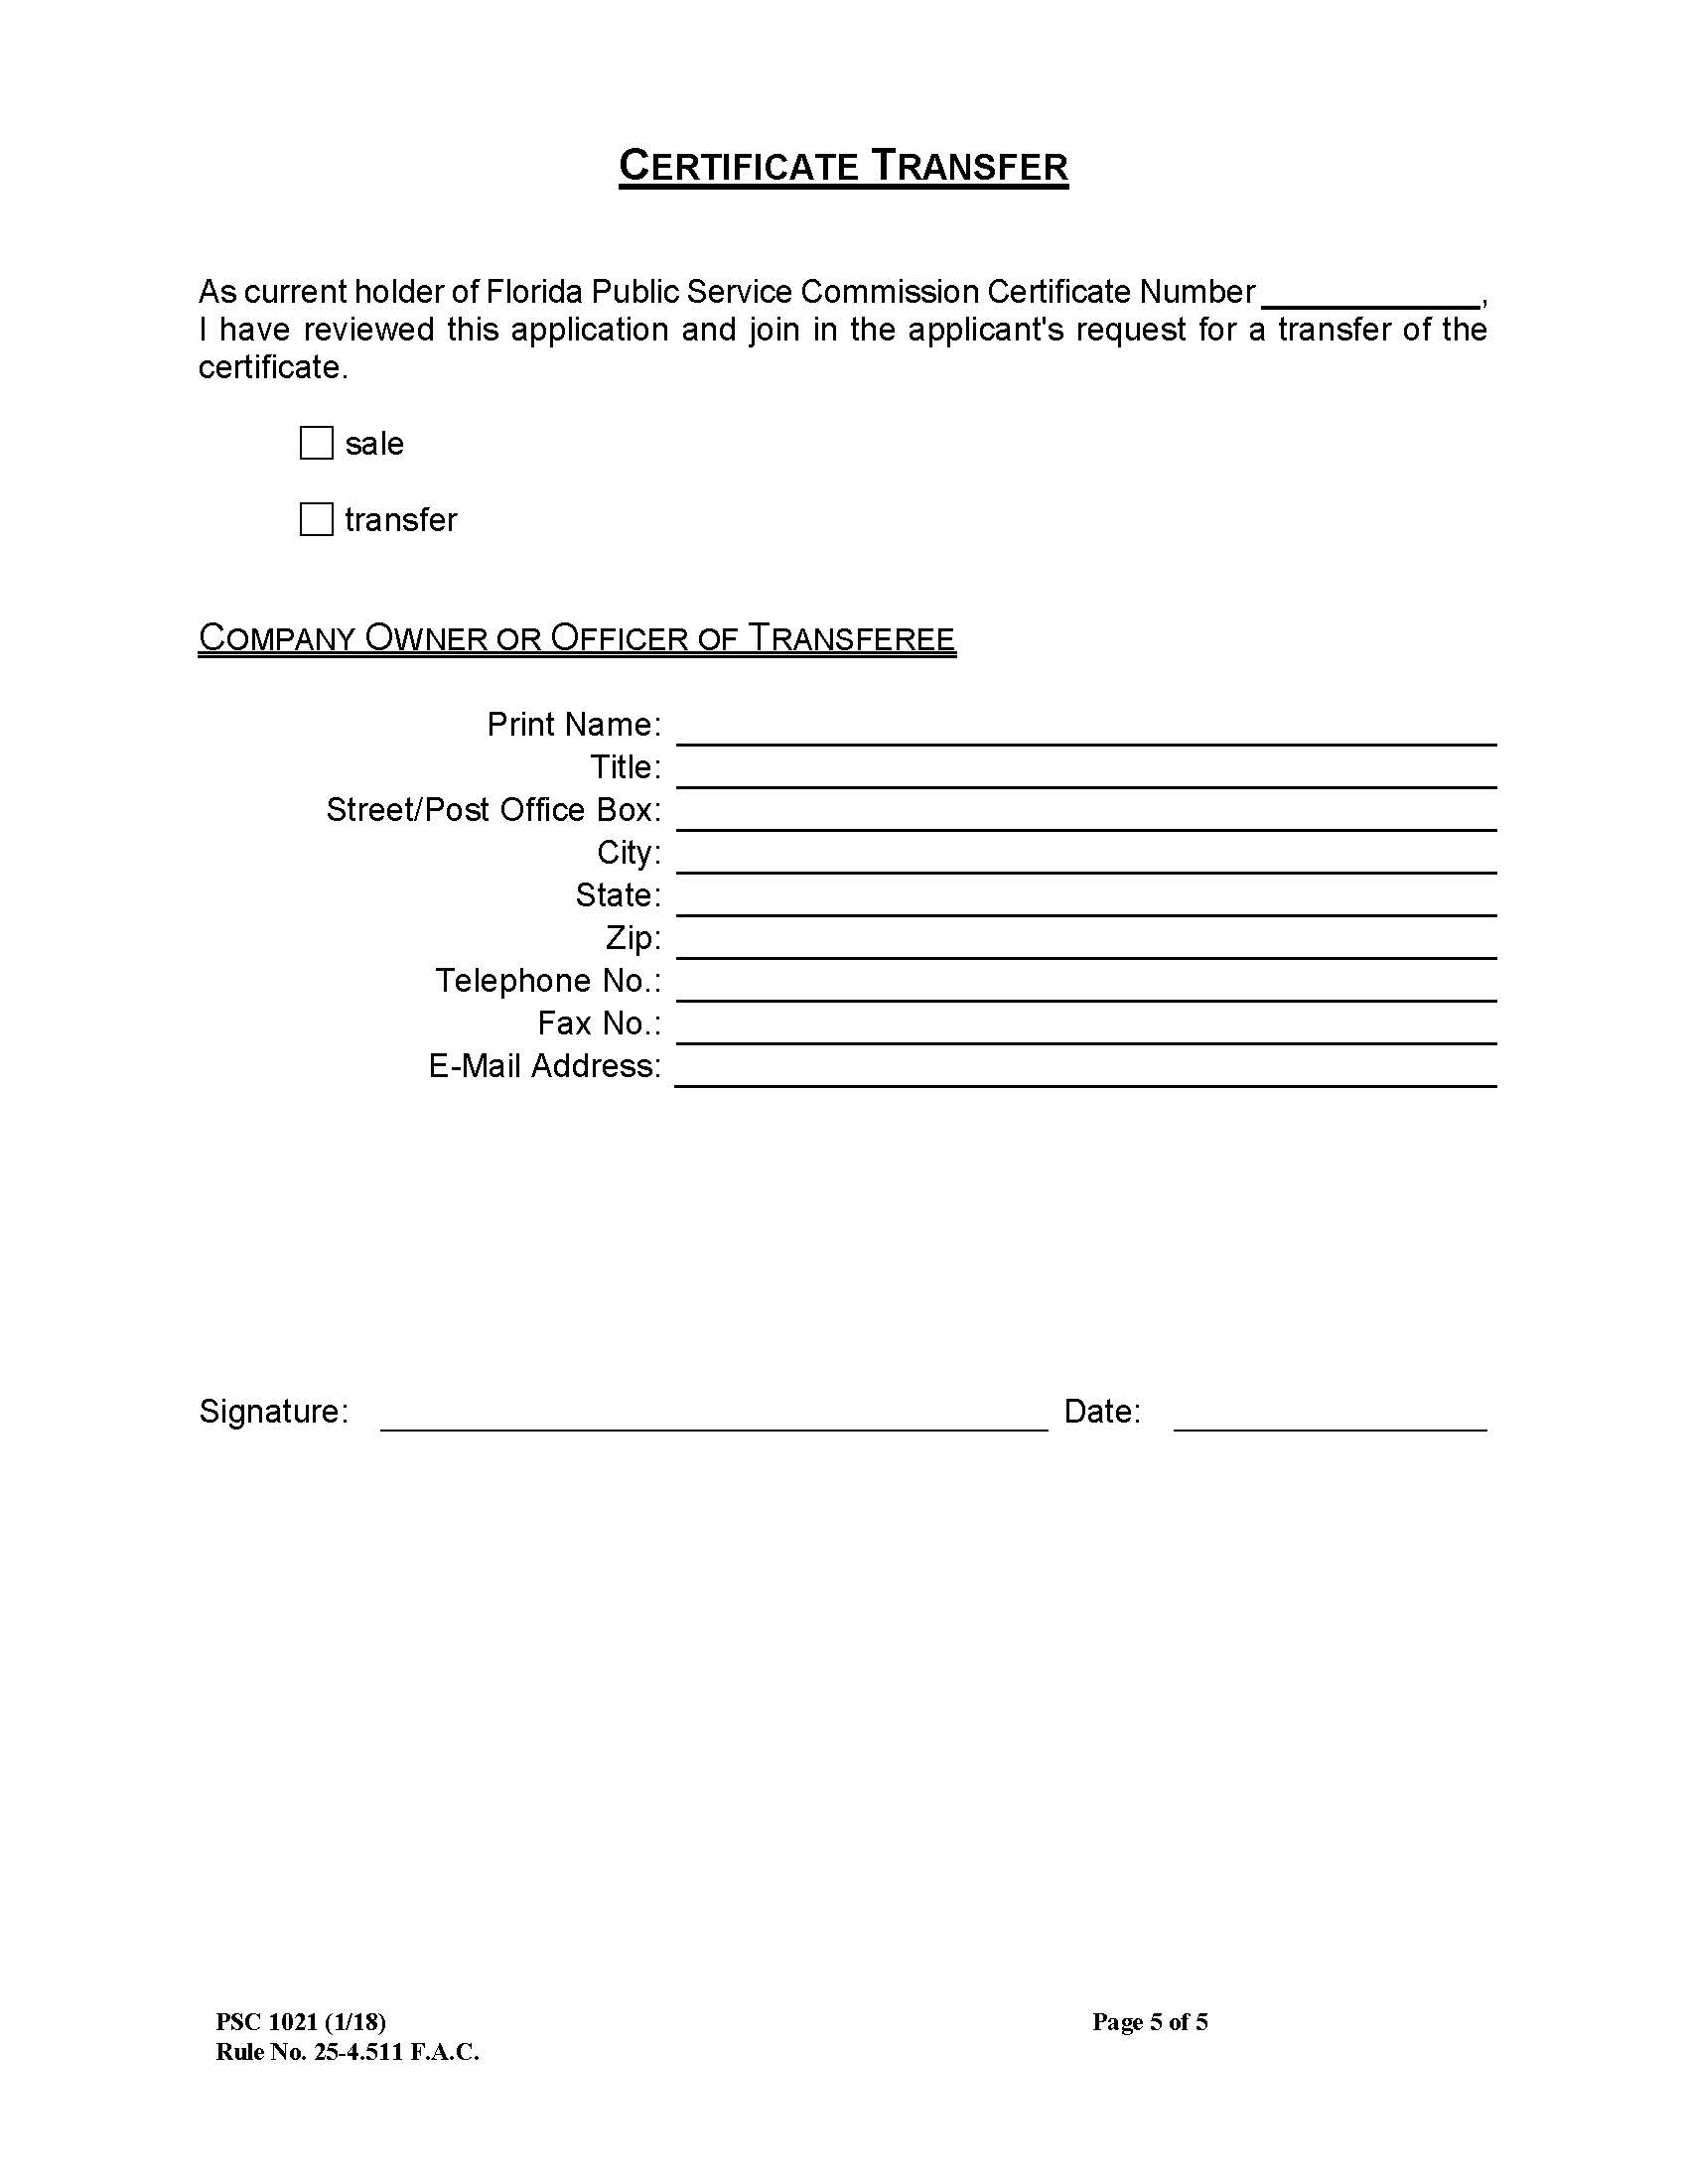 CERTIFICATE TRANSFER
As current holder of Florida Public Service Commission Certificate Number ____________,
I have reviewed this application and join in the applicant's request for a transfer of the
certificate.
sale
transfer
COMPANY OWNER OR OFFICER OF TRANSFEREE
Print Name:
Title:
Street/Post Office Box:
City:
State:
Zip:
Telephone No.:
Fax No.:
E-Mail Address:
Signature: Date:
PSC 1021 (1/18) Page 5 of 5
Rule No. 25-4.511 F.A.C.